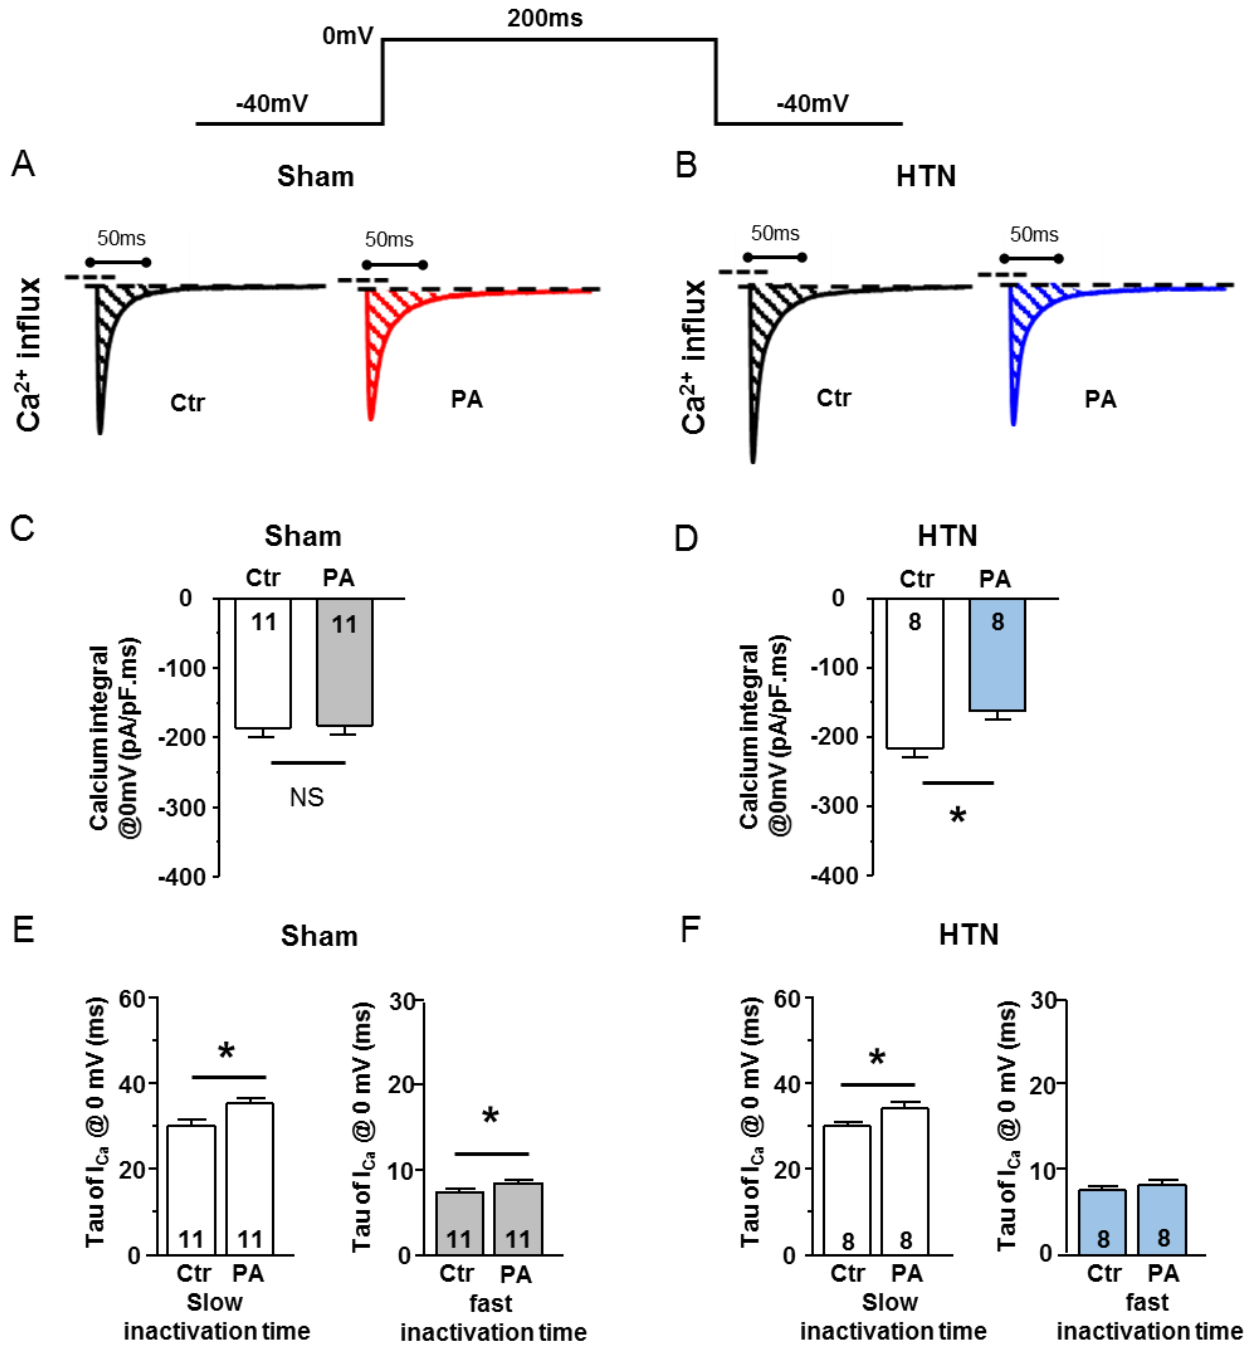 200ms
0mV
-40mV
-40mV
A
Sham
B
HTN
50ms
50ms
50ms
50ms
Ca2+ influx
Ctr
PA
Ca2+ influx
Ctr
PA
C
Sham
D
HTN
Ctr PA
Ctr PA
0
-100
-200
-300
-400
Calcium integral
@0mV (pA/pF.ms)
11 11
NS
0
-100
-200
-300
-400
Calcium integral
@0mV (pA/pF.ms)
8 8
*
E
Sham
F
HTN
60
40
20
0
Tau of ICa @ 0 mV (ms)
*
11 11
Ctr PA
Slow
inactivation time
30
20
10
0
Tau of ICa @ 0 mV (ms)
*
11 11
Ctr PA
fast
inactivation time
60
40
20
0
Tau of ICa @ 0 mV (ms)
*
8 8
Ctr PA
Slow
inactivation time
30
20
10
0
Tau of ICa @ 0 mV (ms)
8 8
Ctr PA
fast
inactivation time